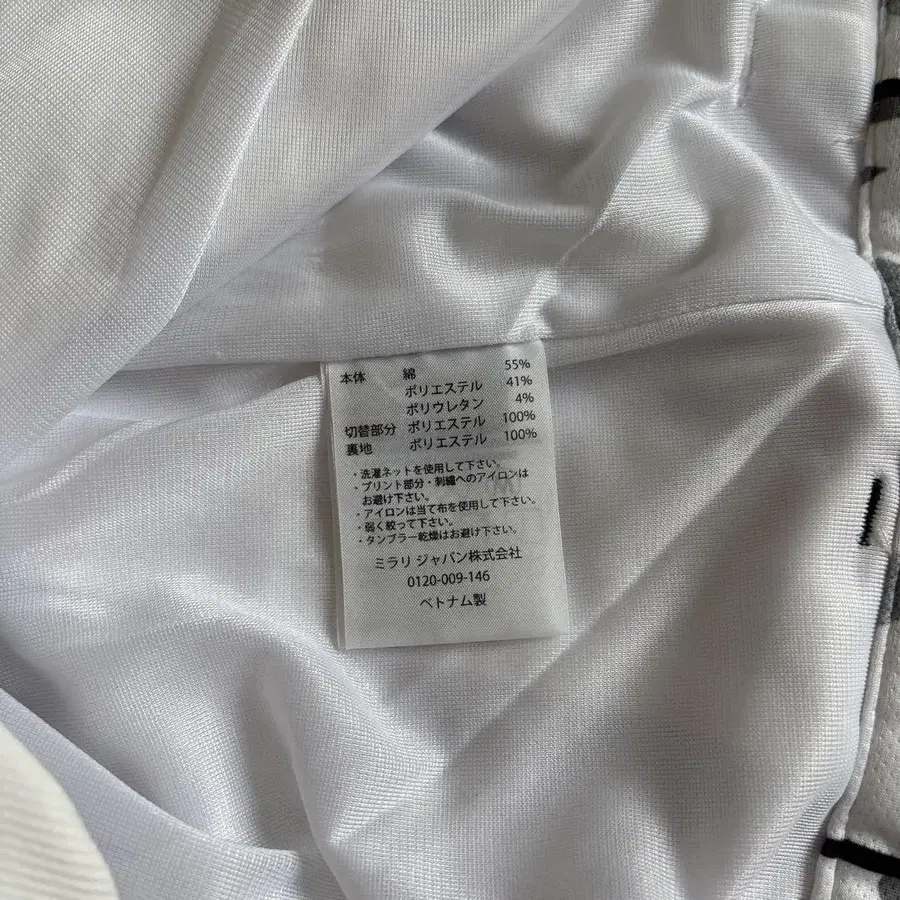 本体 綿 55%
ポリエステル 41%
ポリウレタン 4%
切替部分 ポリエステル 100%
裏地 ポリエステル 100%
・洗濯ネットを使用して下さい。
・プリント部分・刺繍へのアイロンは
お避け下さい。
・アイロンは当て布を使用して下さい。
・弱く絞って下さい。
・タンブラー乾燥はお避け下さい。
ミラリ ジャパン株式会社
0120-009-146
ベトナム製